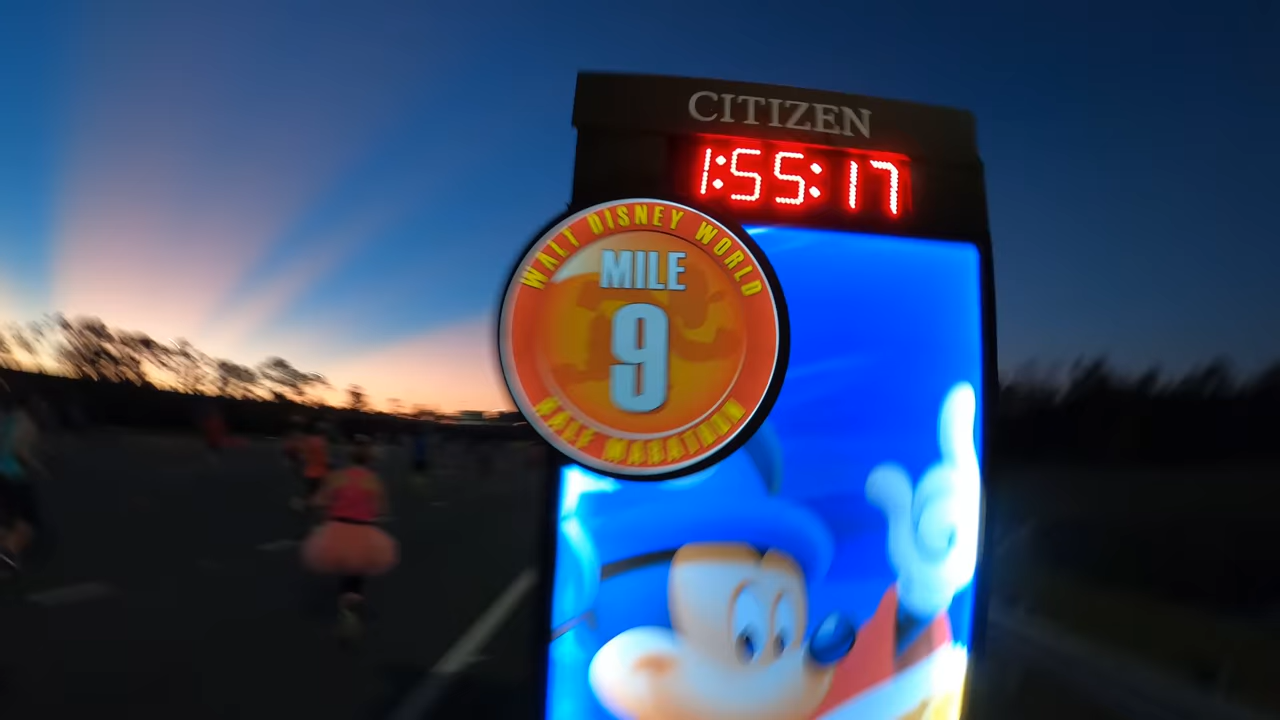 CITIZEN
1:55:17
WALT DISNEY WORLD
MILE
9
HALF MARATHON